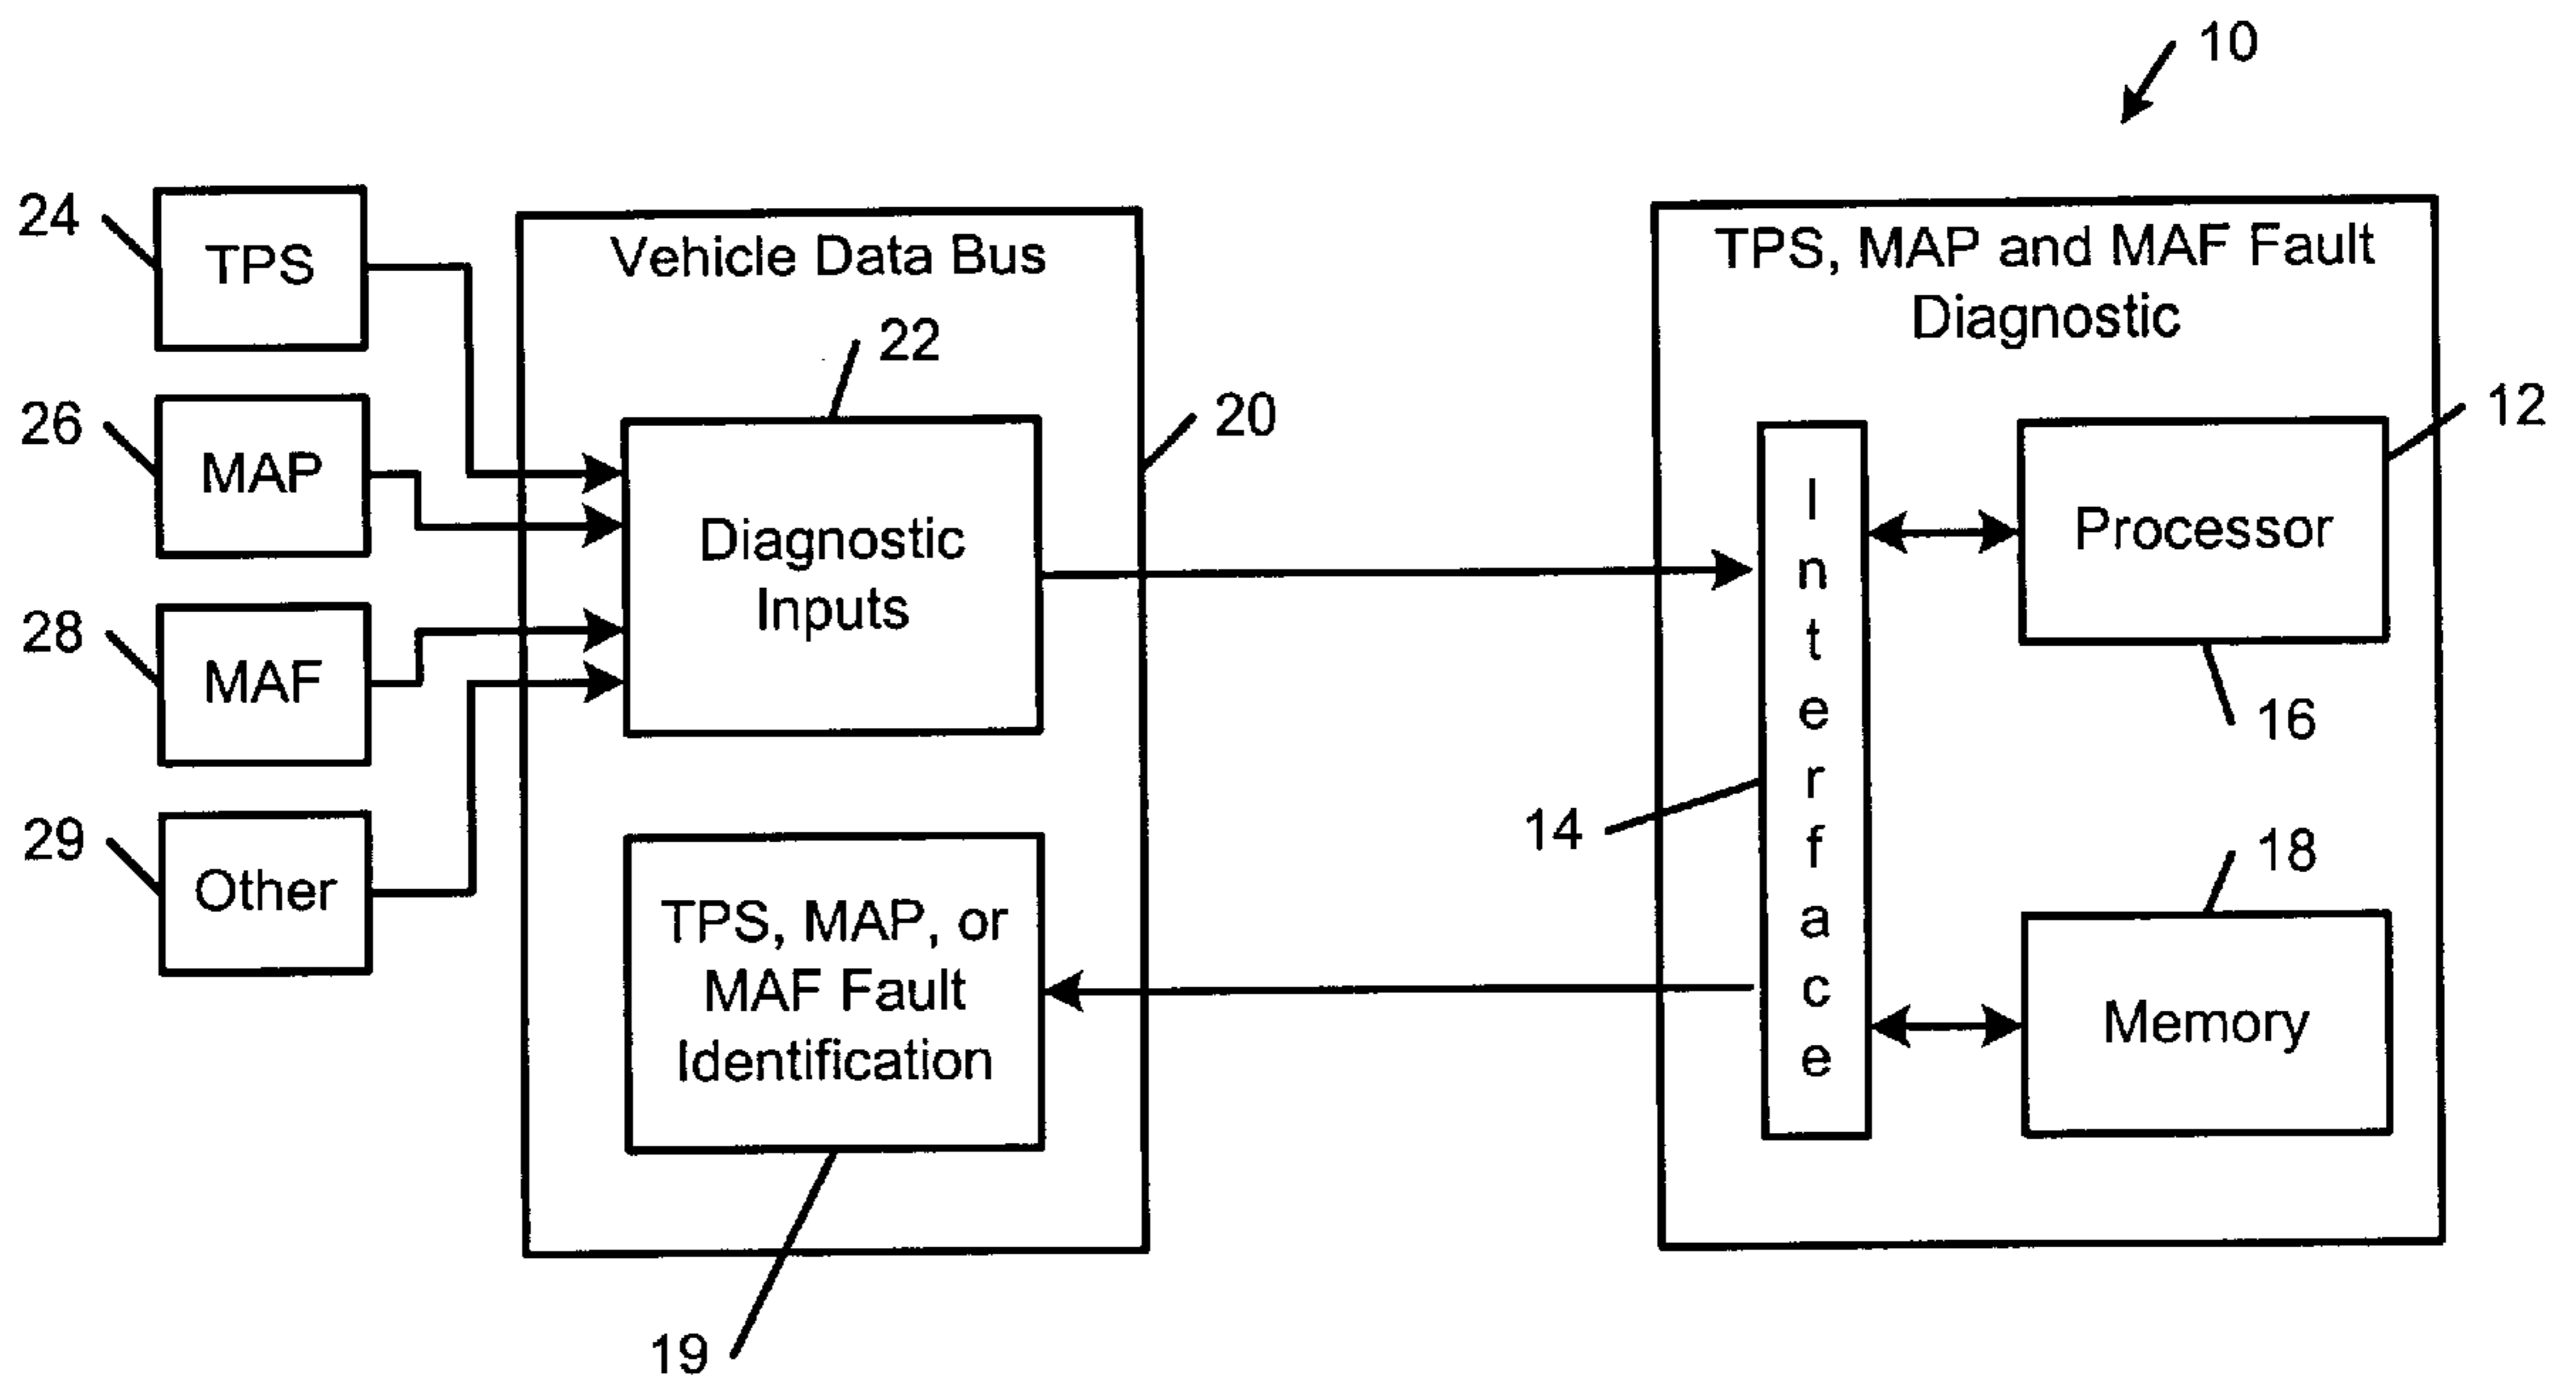 10
24
TPS
26
MAP
28
MAF
29
Other
Vehicle Data Bus
22
20
Diagnostic
Inputs
TPS, MAP, or
MAF Fault
Identification
19
TPS, MAP and MAF Fault
Diagnostic
12
Interface
14
Processor
16
18
Memory